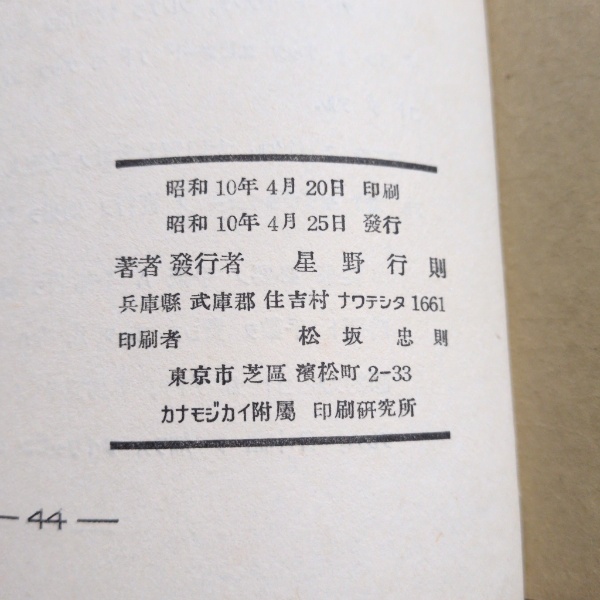 昭和 10年 4月 20日 印刷
昭和 10年 4月 25日 發行
著者 發行者 星野行則
兵庫縣 武庫郡 住吉村 ナワテシタ 1661
印刷者 松坂忠則
東京市 芝區 濱松町 2-33
カナモジカイ附屬 印刷硏究所
— 44 —